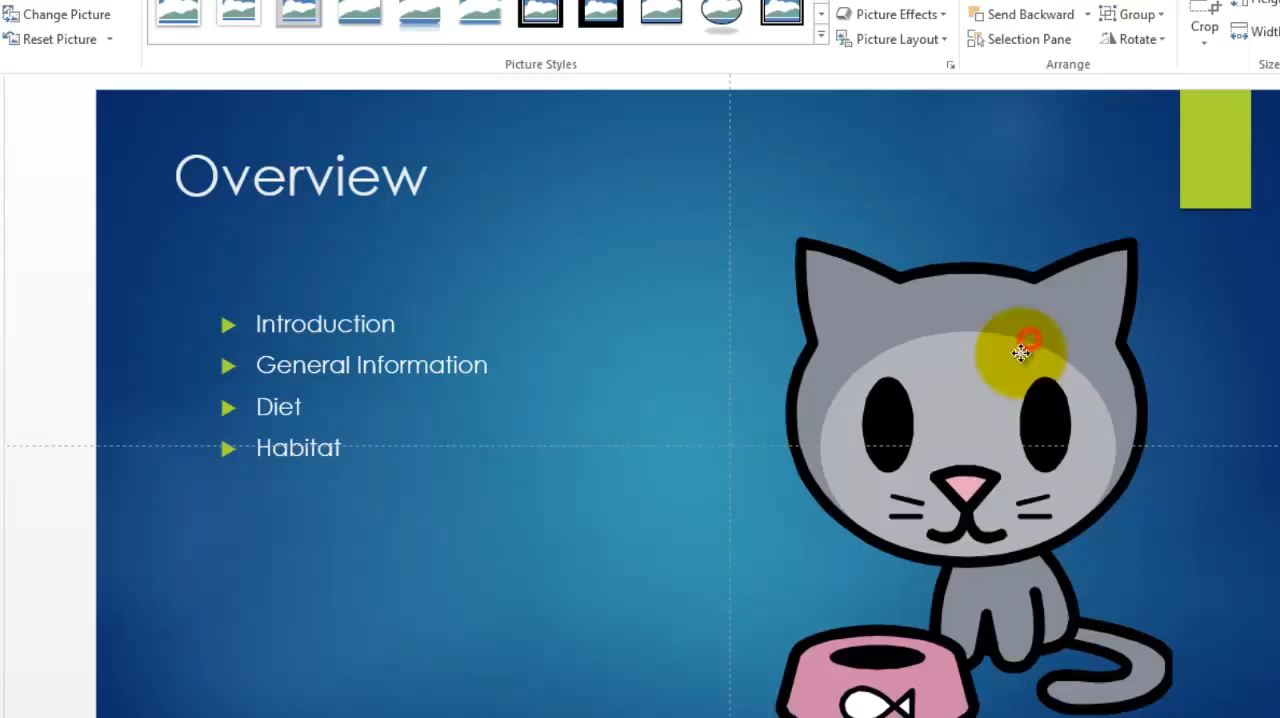 Change Picture
Reset Picture
Picture Styles
Picture Effects
Picture Layout
Send Backward
Selection Pane
Group
Rotate
Arrange
Crop
Overview
Introduction
General Information
Diet
Habitat